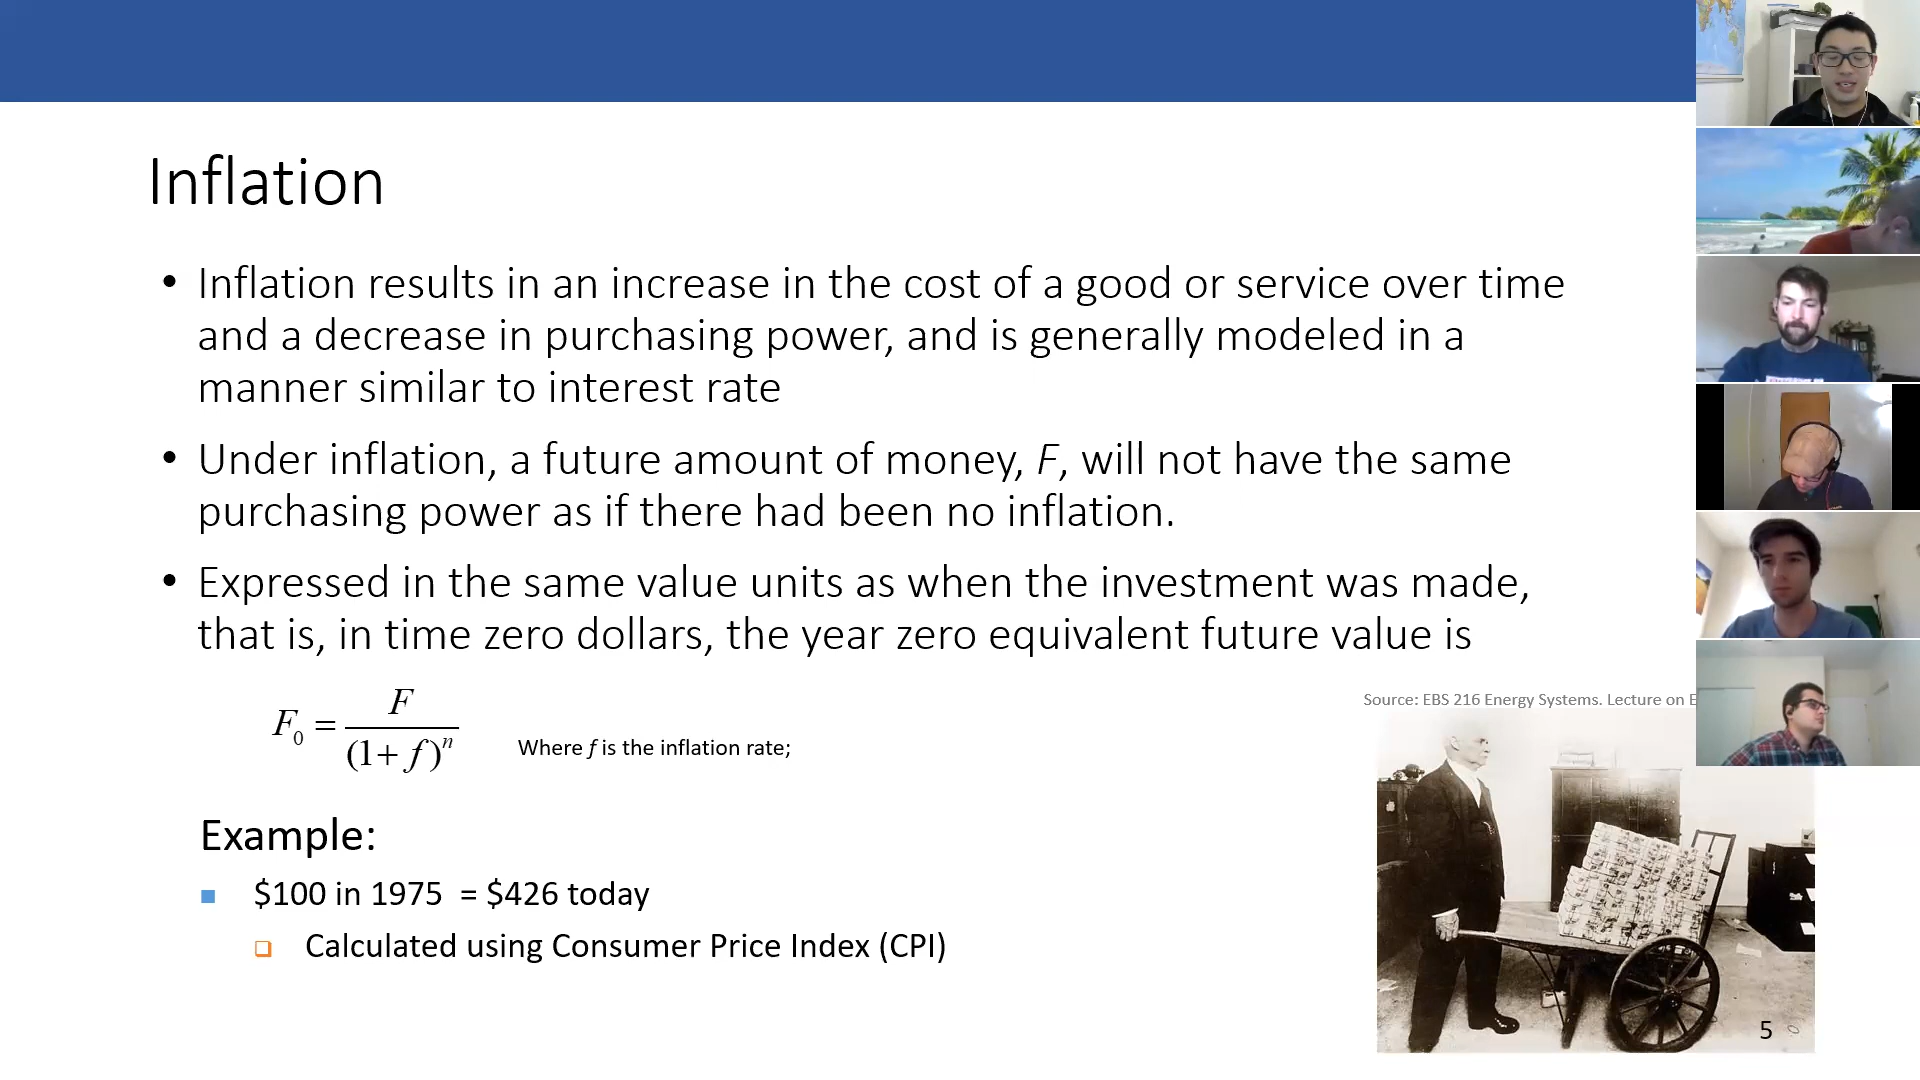 Inflation
• Inflation results in an increase in the cost of a good or service over time
and a decrease in purchasing power, and is generally modeled in a
manner similar to interest rate
• Under inflation, a future amount of money, F, will not have the same
purchasing power as if there had been no inflation.
• Expressed in the same value units as when the investment was made,
that is, in time zero dollars, the year zero equivalent future value is
Source: EBS 216 Energy Systems. Lecture on E
F₀ = F / (1+ f)ⁿ
Where f is the inflation rate;
Example:
$100 in 1975 = $426 today
Calculated using Consumer Price Index (CPI)
5